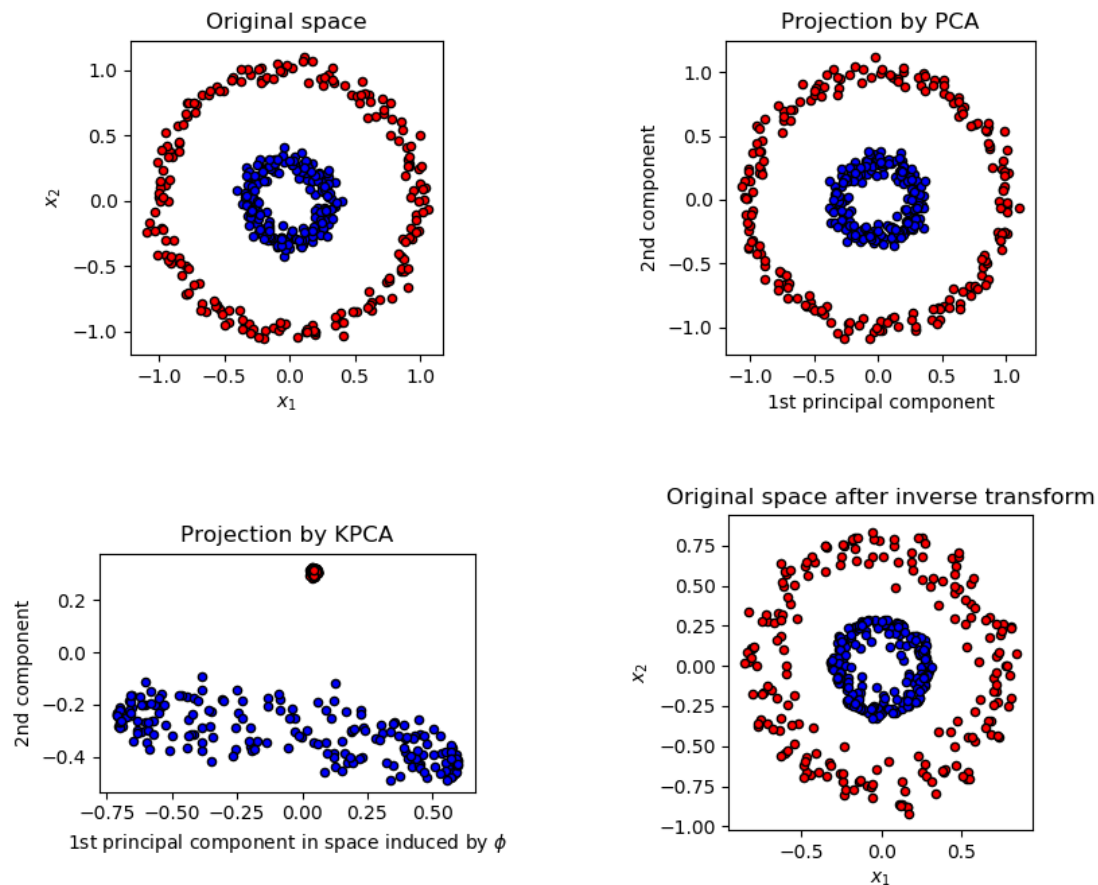 Original space
1.0
0.5
0.0
−0.5
−1.0
x₂
−1.0 −0.5 0.0 0.5 1.0
x₁
Projection by PCA
1.0
0.5
0.0
−0.5
−1.0
2nd component
−1.0 −0.5 0.0 0.5 1.0
1st principal component
Projection by KPCA
0.2
0.0
−0.2
−0.4
2nd component
−0.75 −0.50 −0.25 0.00 0.25 0.50
1st principal component in space induced by ϕ
Original space after inverse transform
0.75
0.50
0.25
0.00
−0.25
−0.50
−0.75
−1.00
x₂
−0.5 0.0 0.5
x₁